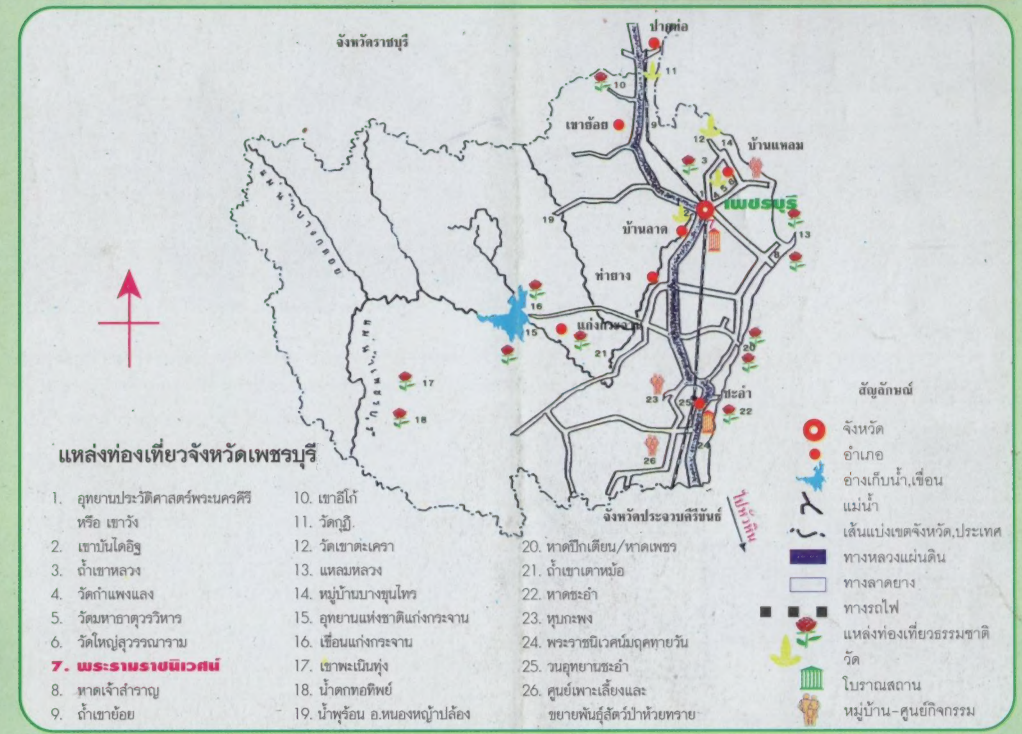 จังหวัดราชบุรี
ปากท่อ
11
10
เขาย้อย
9
12
14
บ้านแหลม
3
4 5 6
1
เพชรบุรี
2
7
19
บ้านลาด
13
8
ท่ายาง
แม่น้ำบางกลอย
16
15
แก่งกระจาน
21
20
แม่น้ำเพชรบุรี
17
18
23
25
ชะอำ
22
24
26
จังหวัดประจวบคีรีขันธ์
ไปหัวหิน
แหล่งท่องเที่ยวจังหวัดเพชรบุรี
1. อุทยานประวัติศาสตร์พระนครคีรี
หรือ เขาวัง
2. เขาบันไดอิฐ
3. ถ้ำเขาหลวง
4. วัดกำแพงแลง
5. วัดมหาธาตุวรวิหาร
6. วัดใหญ่สุวรรณาราม
7. พระรามราชนิเวศน์
8. หาดเจ้าสำราญ
9. ถ้ำเขาย้อย
10. เขาอีโก้
11. วัดกุฏิ
12. วัดเขาตะเครา
13. แหลมหลวง
14. หมู่บ้านบางขุนไทร
15. อุทยานแห่งชาติแก่งกระจาน
16. เขื่อนแก่งกระจาน
17. เขาพะเนินทุ่ง
18. น้ำตกทอทิพย์
19. น้ำพุร้อน อ.หนองหญ้าปล้อง
20. หาดปึกเตียน/หาดเพชร
21. ถ้ำเขาเตาหม้อ
22. หาดชะอำ
23. หุบกะพง
24. พระราชนิเวศน์มฤคทายวัน
25. วนอุทยานชะอำ
26. ศูนย์เพาะเลี้ยงและ
ขยายพันธุ์สัตว์ป่าห้วยทราย
สัญลักษณ์
จังหวัด
อำเภอ
อ่างเก็บน้ำ,เขื่อน
แม่น้ำ
เส้นแบ่งเขตจังหวัด,ประเทศ
ทางหลวงแผ่นดิน
ทางลาดยาง
ทางรถไฟ
แหล่งท่องเที่ยวธรรมชาติ
วัด
โบราณสถาน
หมู่บ้าน-ศูนย์กิจกรรม